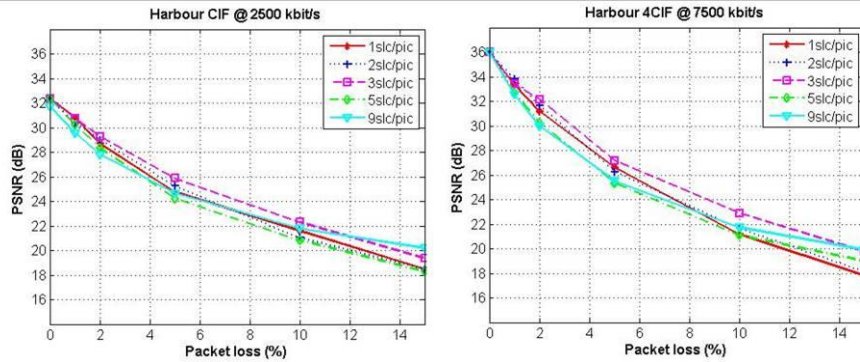 Harbour CIF @ 2500 kbit/s
PSNR (dB)
36
34
32
30
28
26
24
22
20
18
16
1slc/pic
2slc/pic
3slc/pic
5slc/pic
9slc/pic
0 2 4 6 8 10 12 14
Packet loss (%)
Harbour 4CIF @ 7500 kbit/s
PSNR (dB)
38
36
34
32
30
28
26
24
22
20
18
16
1slc/pic
2slc/pic
3slc/pic
5slc/pic
9slc/pic
0 2 4 6 8 10 12 14
Packet loss (%)